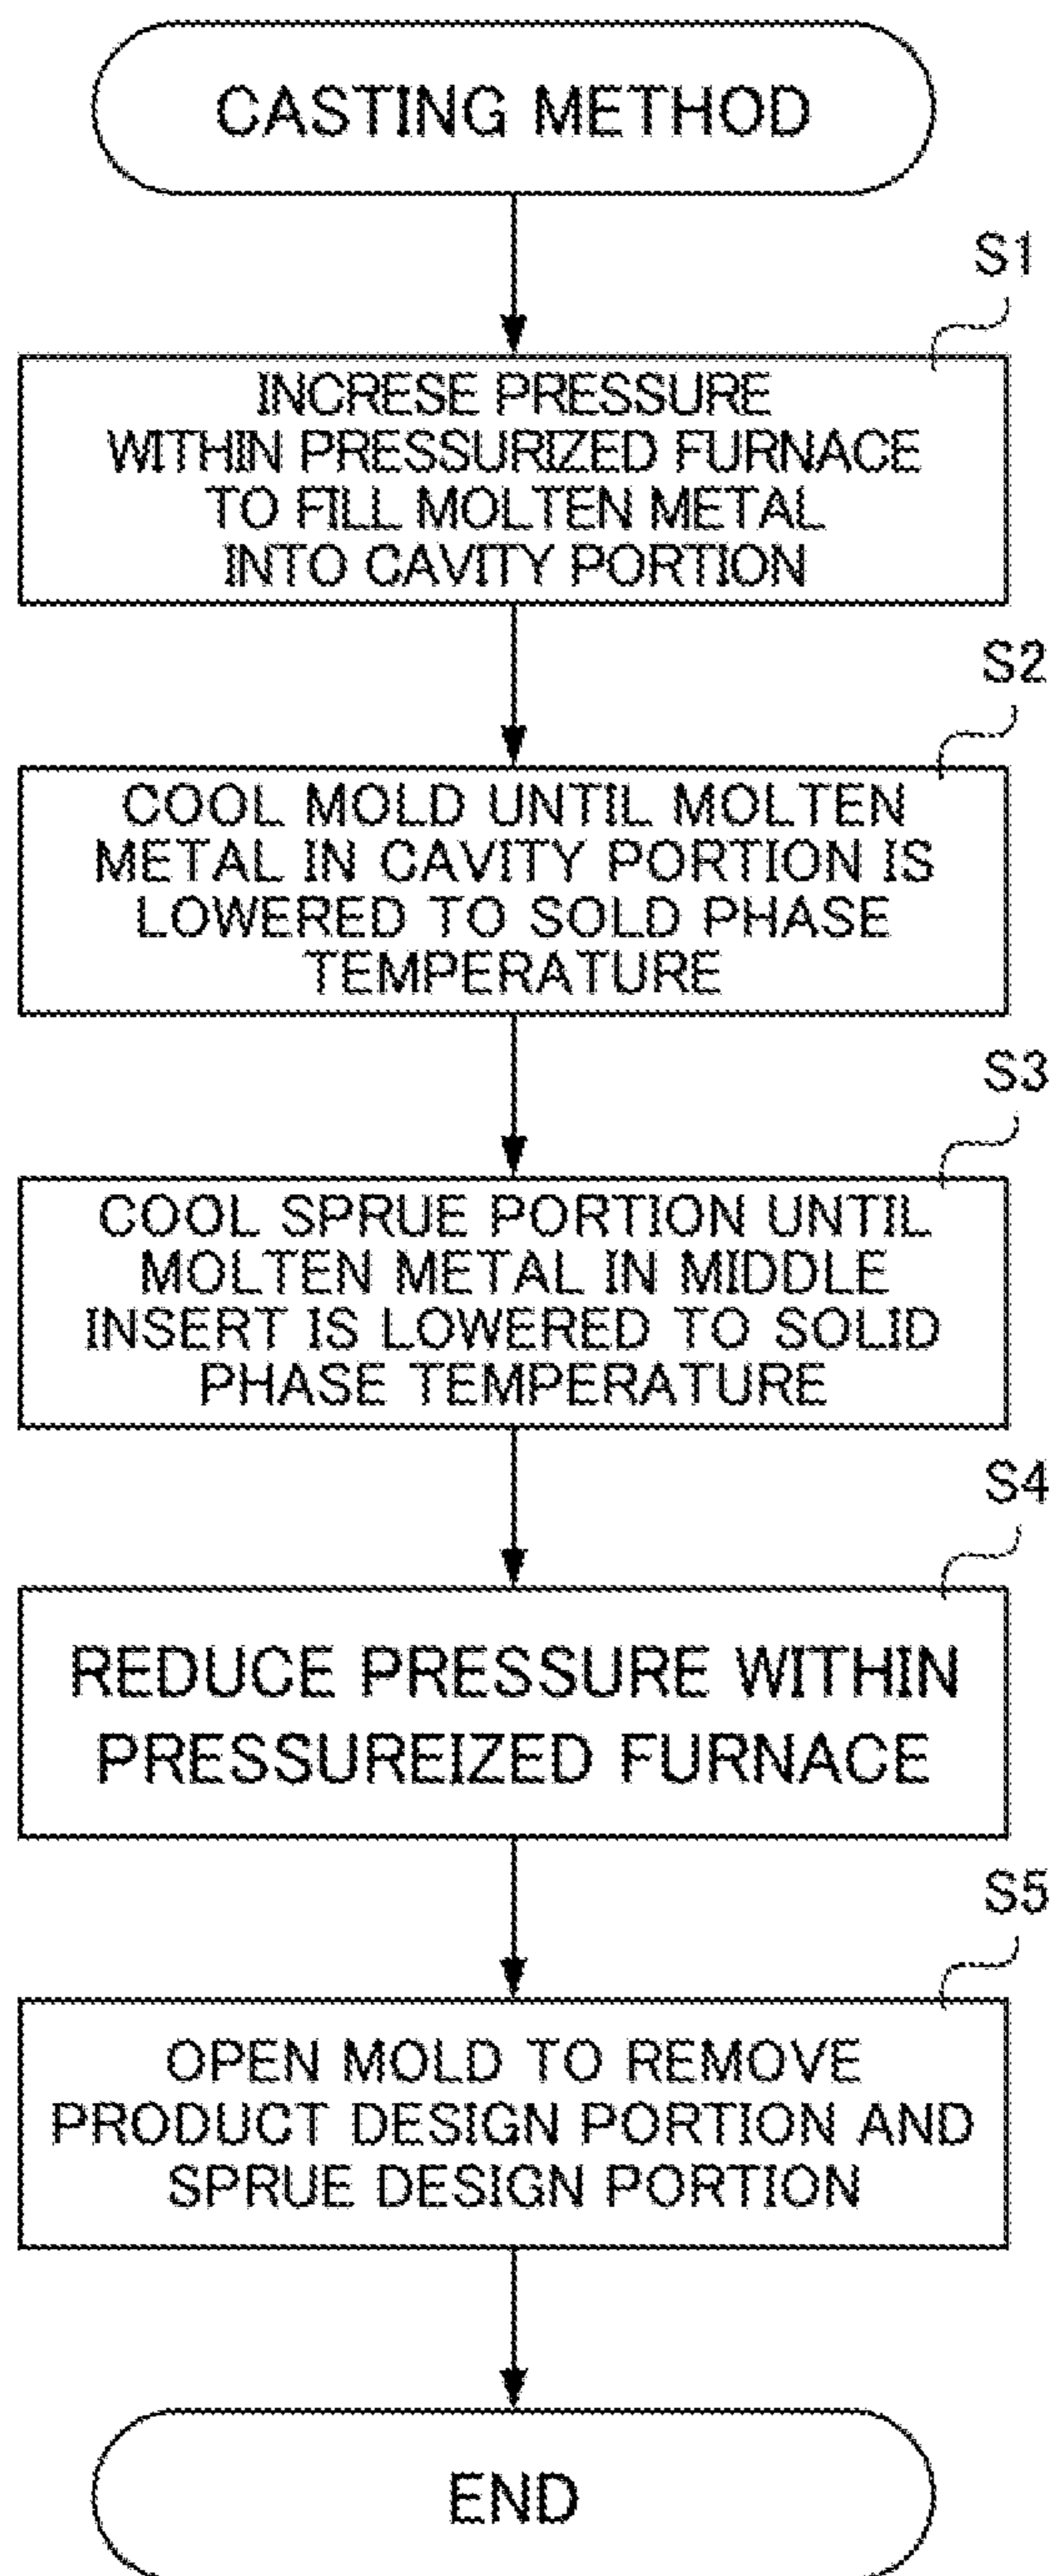 CASTING METHOD
S1
INCRESE PRESSURE
WITHIN PRESSURIZED FURNACE
TO FILL MOLTEN METAL
INTO CAVITY PORTION
S2
COOL MOLD UNTIL MOLTEN
METAL IN CAVITY PORTION IS
LOWERED TO SOLD PHASE
TEMPERATURE
S3
COOL SPRUE PORTION UNTIL
MOLTEN METAL IN MIDDLE
INSERT IS LOWERED TO SOLID
PHASE TEMPERATURE
S4
REDUCE PRESSURE WITHIN
PRESSUREIZED FURNACE
S5
OPEN MOLD TO REMOVE
PRODUCT DESIGN PORTION AND
SPRUE DESIGN PORTION
END